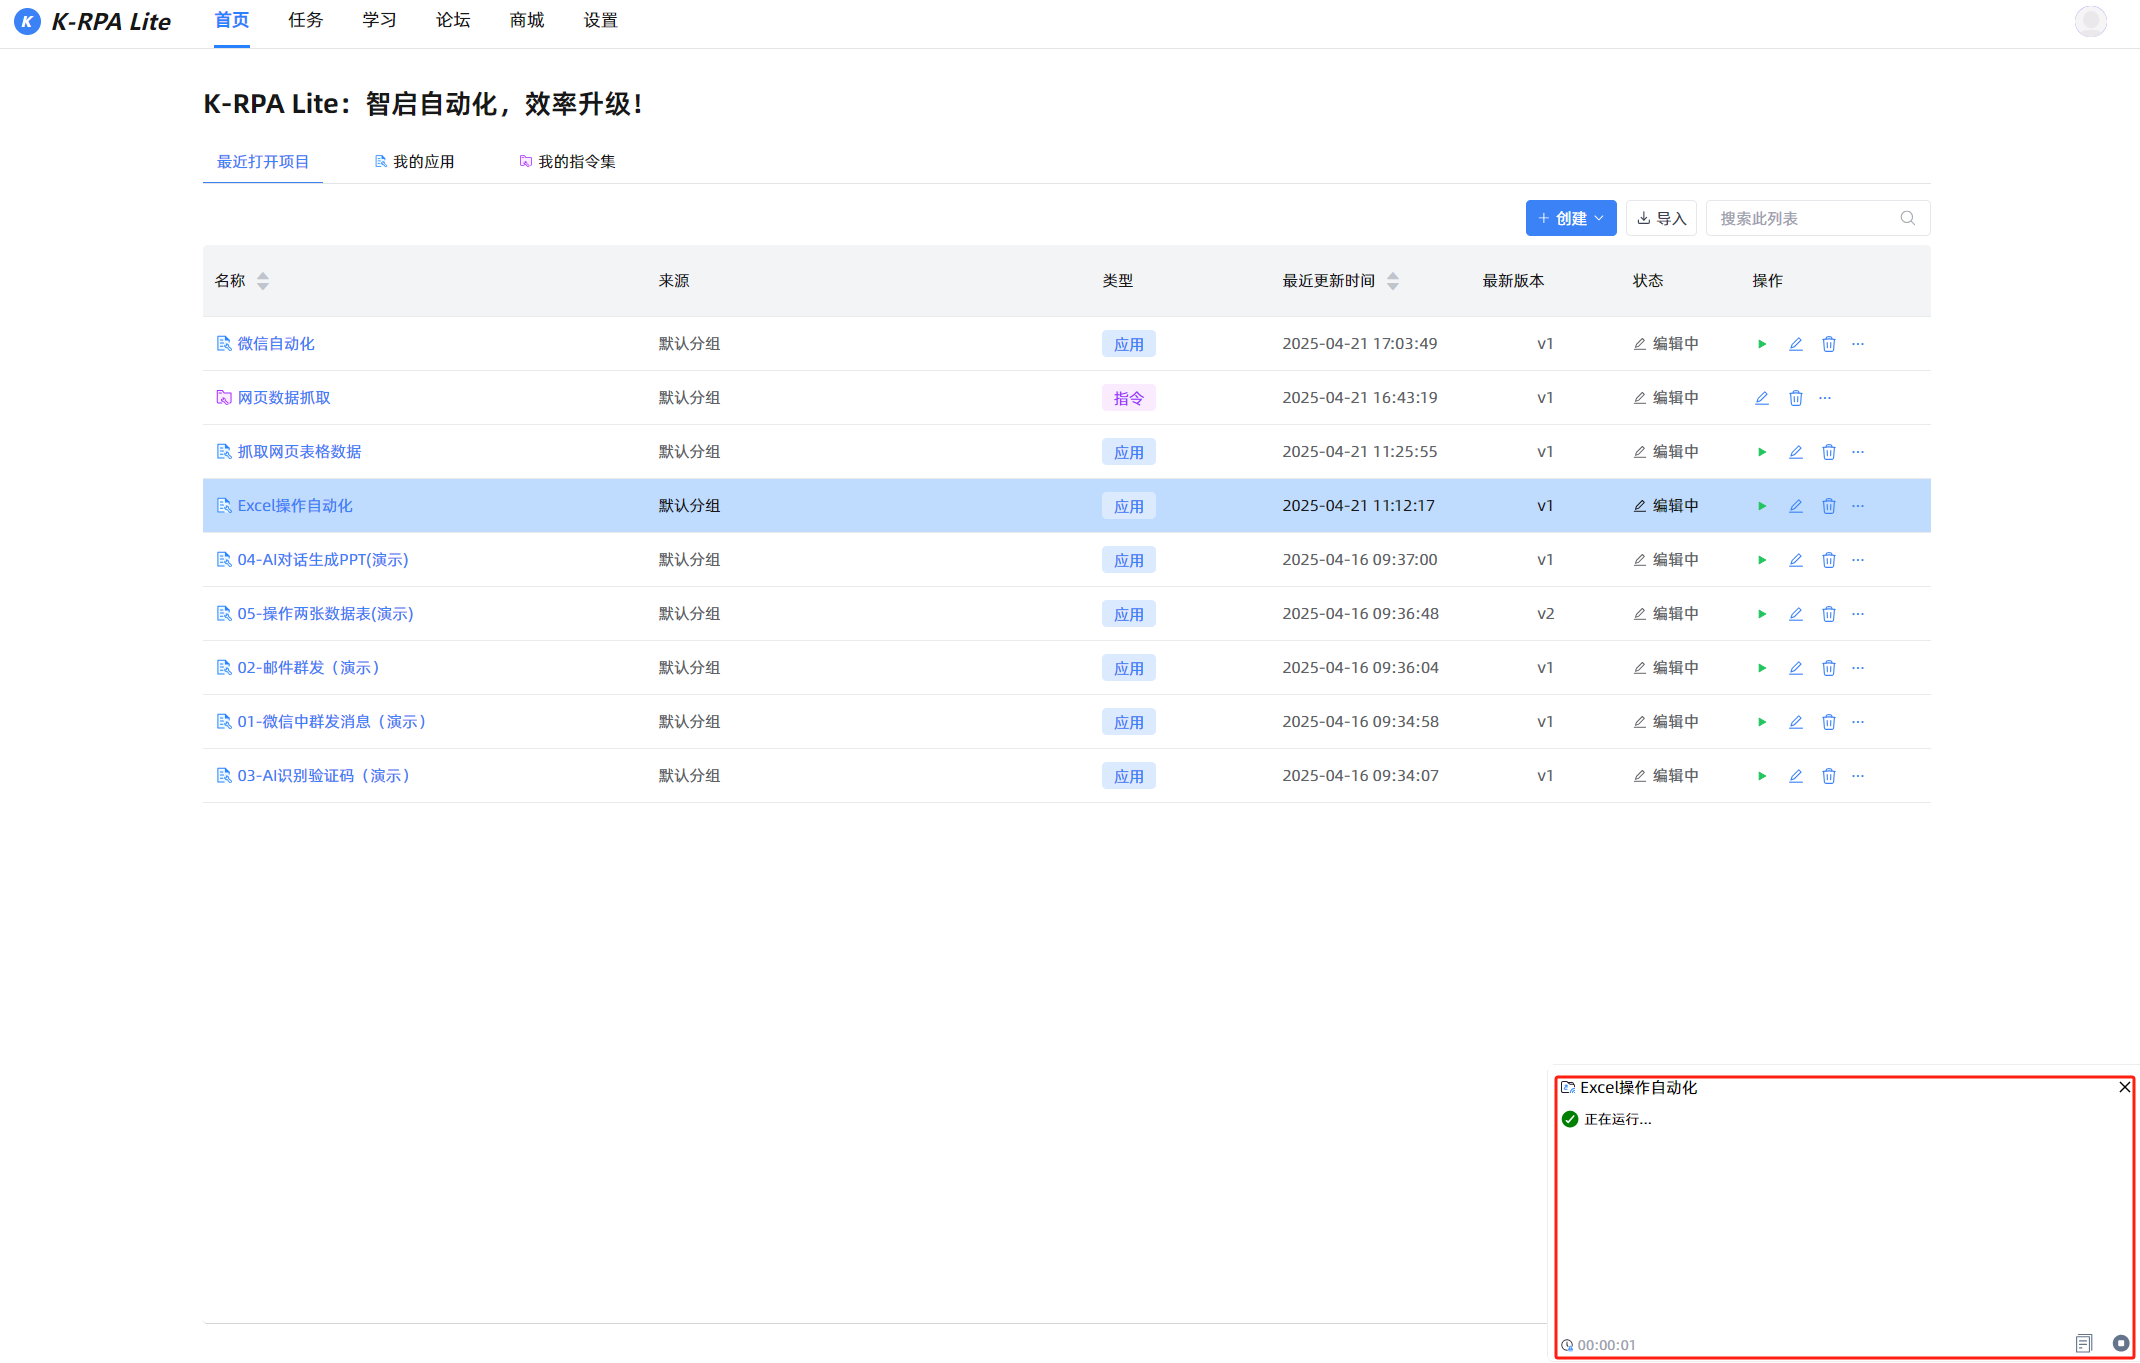 K K-RPA Lite 首页 任务 学习 论坛 商城 设置
K-RPA Lite：智启自动化，效率升级！
最近打开项目 我的应用 我的指令集
创建 导入 搜索此列表
名称 来源 类型 最近更新时间 最新版本 状态 操作
微信自动化 默认分组 应用 2025-04-21 17:03:49 v1 编辑中
网页数据抓取 默认分组 指令 2025-04-21 16:43:19 v1 编辑中
抓取网页表格数据 默认分组 应用 2025-04-21 11:25:55 v1 编辑中
Excel操作自动化 默认分组 应用 2025-04-21 11:12:17 v1 编辑中
04-AI对话生成PPT(演示) 默认分组 应用 2025-04-16 09:37:00 v1 编辑中
05-操作两张数据表(演示) 默认分组 应用 2025-04-16 09:36:48 v2 编辑中
02-邮件群发（演示） 默认分组 应用 2025-04-16 09:36:04 v1 编辑中
01-微信中群发消息（演示） 默认分组 应用 2025-04-16 09:34:58 v1 编辑中
03-AI识别验证码（演示） 默认分组 应用 2025-04-16 09:34:07 v1 编辑中
Excel操作自动化
正在运行...
00:00:01